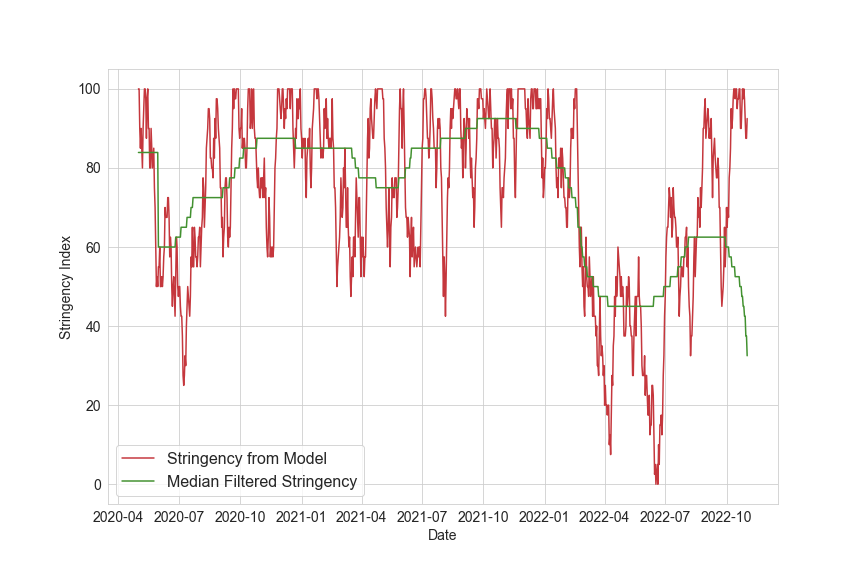 100
80
60
40
20
0
Stringency Index
Stringency from Model
Median Filtered Stringency
2020-04 2020-07 2020-10 2021-01 2021-04 2021-07 2021-10 2022-01 2022-04 2022-07 2022-10
Date